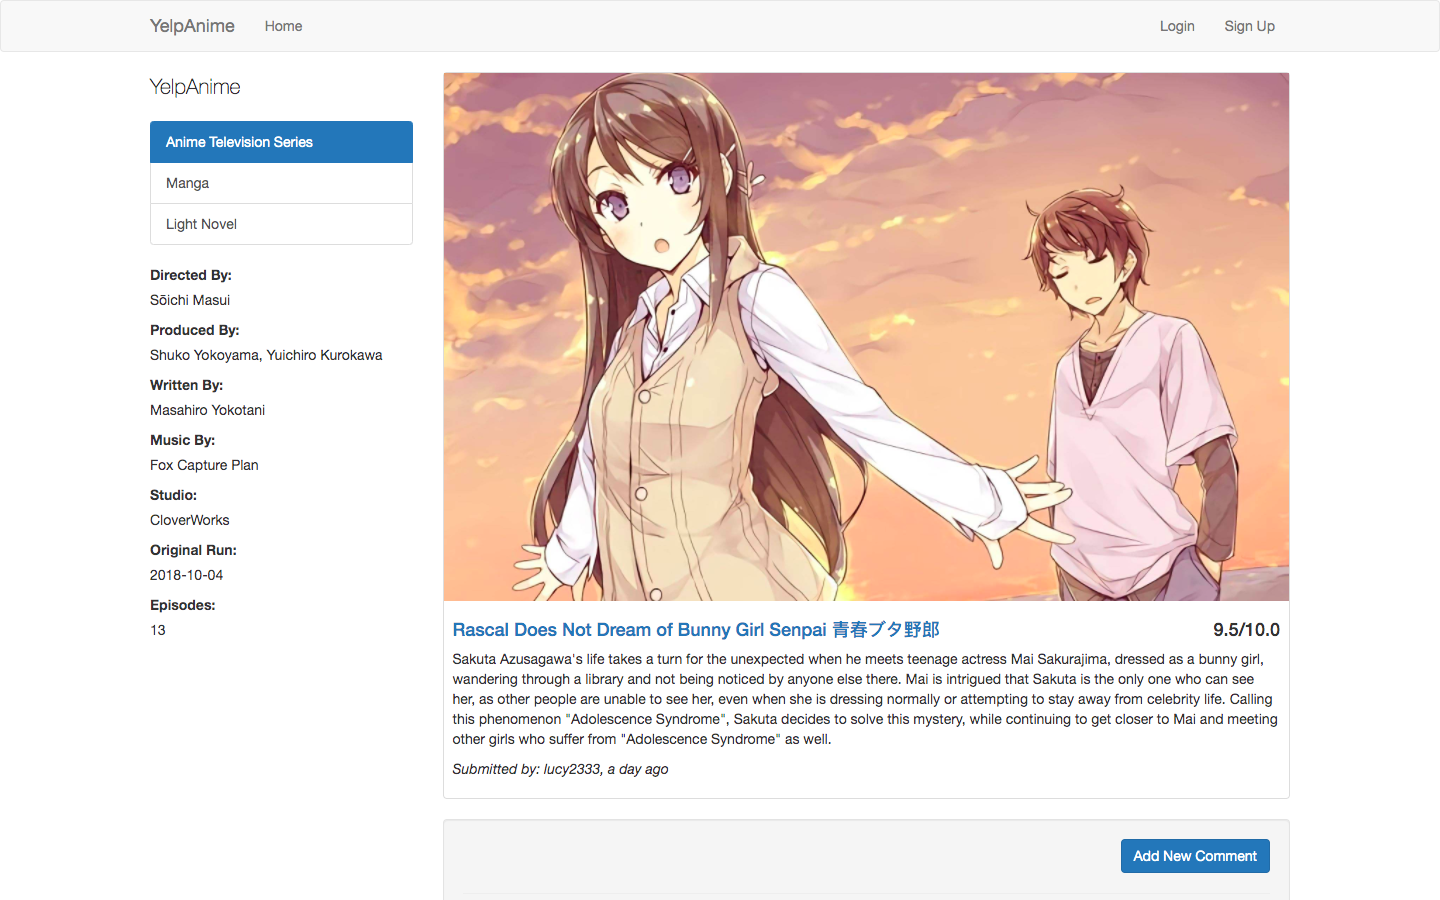 YelpAnime Home Login Sign Up
YelpAnime
Anime Television Series
Manga
Light Novel
Directed By:
Sōichi Masui
Produced By:
Shuko Yokoyama, Yuichiro Kurokawa
Written By:
Masahiro Yokotani
Music By:
Fox Capture Plan
Studio:
CloverWorks
Original Run:
2018-10-04
Episodes:
13
Rascal Does Not Dream of Bunny Girl Senpai 青春ブタ野郎 9.5/10.0
Sakuta Azusagawa's life takes a turn for the unexpected when he meets teenage actress Mai Sakurajima, dressed as a bunny girl,
wandering through a library and not being noticed by anyone else there. Mai is intrigued that Sakuta is the only one who can see
her, as other people are unable to see her, even when she is dressing normally or attempting to stay away from celebrity life. Calling
this phenomenon "Adolescence Syndrome", Sakuta decides to solve this mystery, while continuing to get closer to Mai and meeting
other girls who suffer from "Adolescence Syndrome" as well.
Submitted by: lucy2333, a day ago
Add New Comment